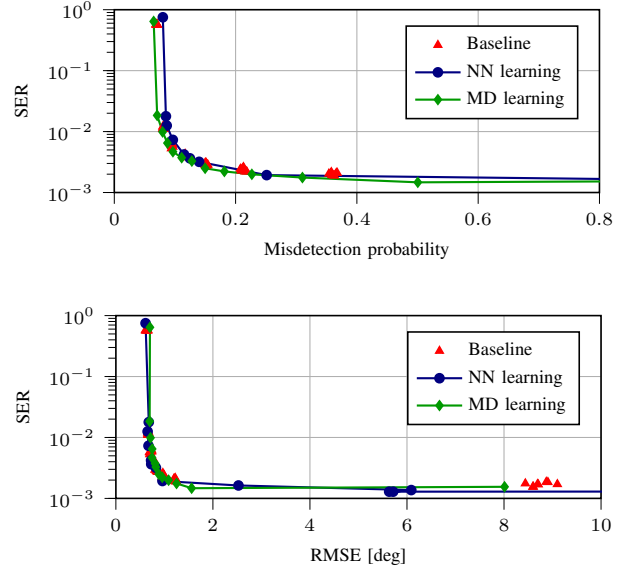 10^0
10^−1
10^−2
10^−3
SER
Baseline
NN learning
MD learning
0 0.2 0.4 0.6 0.8
Misdetection probability
10^0
10^−1
10^−2
10^−3
SER
Baseline
NN learning
MD learning
0 2 4 6 8 10
RMSE [deg]